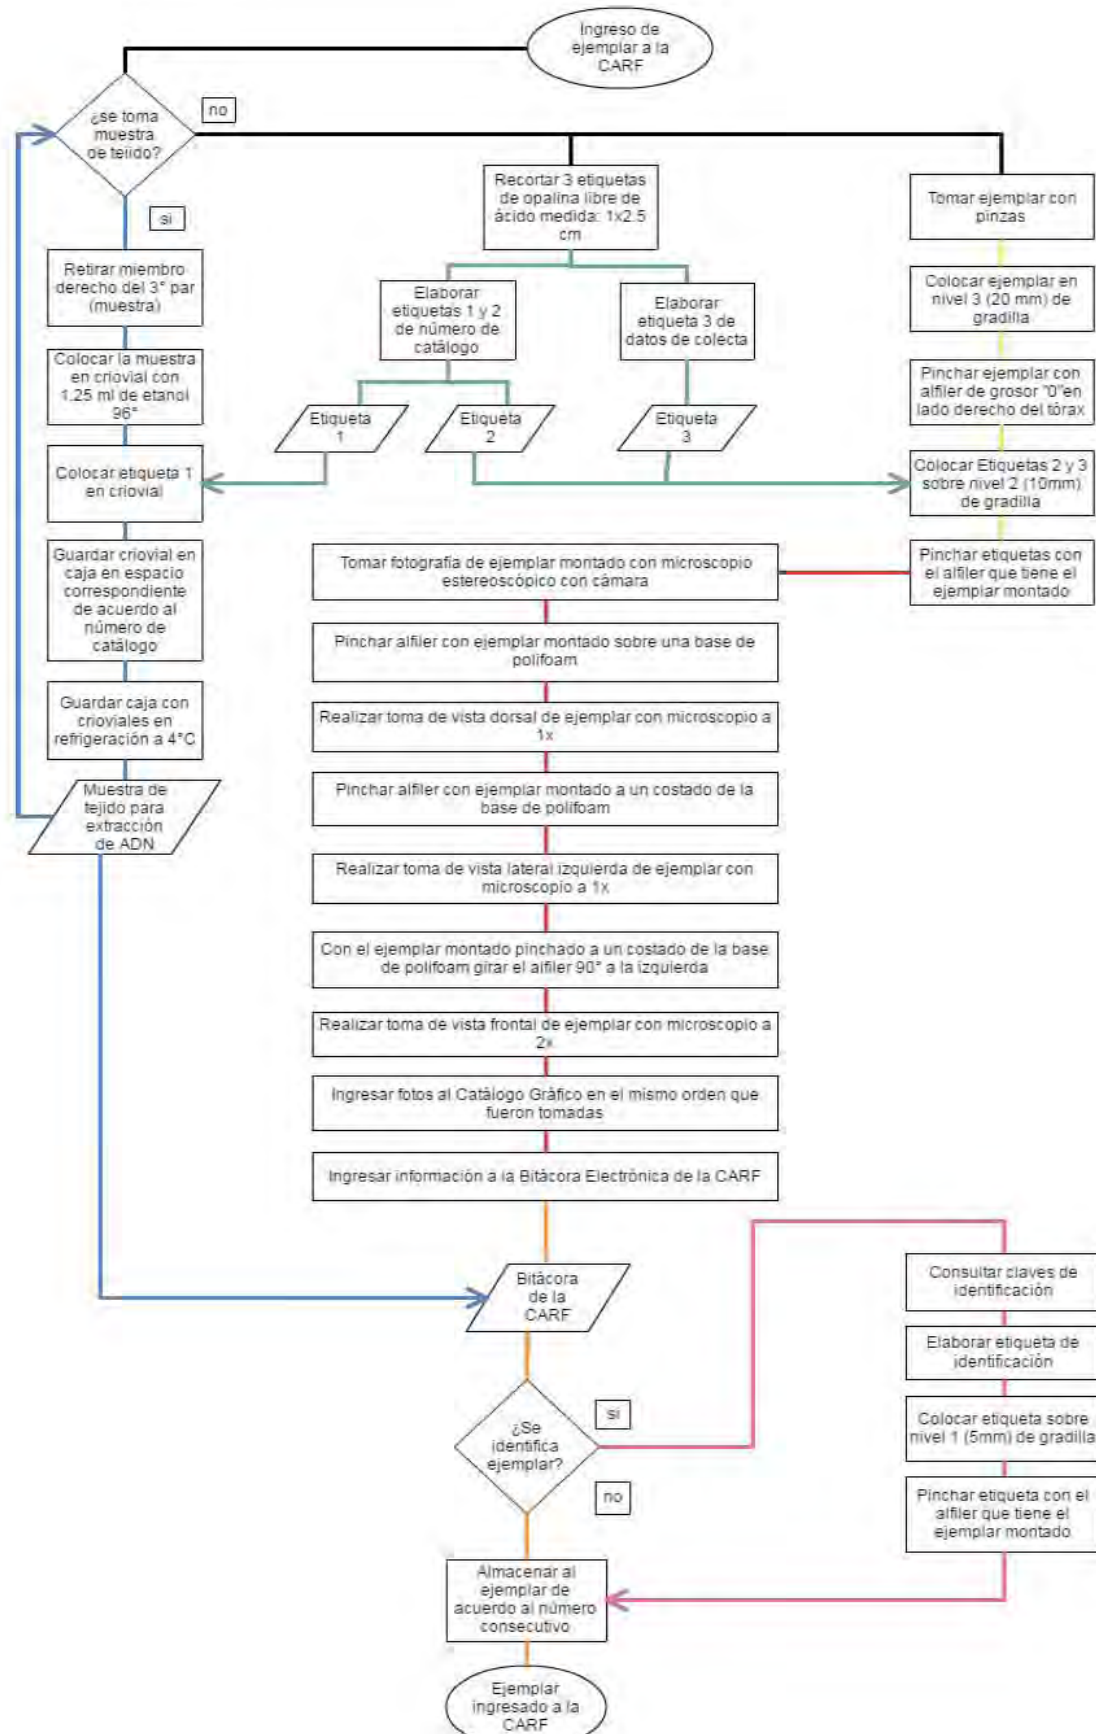 Ingreso de
ejemplar a la
CARF
¿se toma
muestra
de tejido?
no
si
Recortar 3 etiquetas
de opalina libre de
ácido medida: 1x2.5
cm
Tomar ejemplar con
pinzas
Retirar miembro
derecho del 3° par
(muestra)
Elaborar
etiquetas 1 y 2
de número de
catálogo
Elaborar
etiqueta 3 de
datos de colecta
Colocar ejemplar en
nivel 3 (20 mm) de
gradilla
Colocar la muestra
en criovial con
1.25 ml de etanol
96°
Etiqueta
1
Etiqueta
2
Etiqueta
3
Pinchar ejemplar con
alfiler de grosor "0"en
lado derecho del tórax
Colocar etiqueta 1
en criovial
Colocar Etiquetas 2 y 3
sobre nivel 2 (10mm)
de gradilla
Guardar criovial en
caja en espacio
correspondiente
de acuerdo al
número de
catálogo
Pinchar etiquetas con
el alfiler que tiene el
ejemplar montado
Tomar fotografía de ejemplar montado con microscopio
estereoscópico con cámara
Pinchar alfiler con ejemplar montado sobre una base de
polifoam
Guardar caja con
crioviales en
refrigeración a 4°C
Realizar toma de vista dorsal de ejemplar con microscopio a
1x
Muestra de
tejido para
extracción
de ADN
Pinchar alfiler con ejemplar montado a un costado de la
base de polifoam
Realizar toma de vista lateral izquierda de ejemplar con
microscopio a 1x
Con el ejemplar montado pinchado a un costado de la base
de polifoam girar el alfiler 90° a la izquierda
Realizar toma de vista frontal de ejemplar con microscopio a
2x
Ingresar fotos al Catálogo Gráfico en el mismo orden que
fueron tomadas
Ingresar información a la Bitácora Electrónica de la CARF
Bitácora
de la
CARF
Consultar claves de
identificación
Elaborar etiqueta de
identificación
¿Se
identifica
ejemplar?
si
no
Colocar etiqueta sobre
nivel 1 (5mm) de gradilla
Pinchar etiqueta con el
alfiler que tiene el
ejemplar montado
Almacenar al
ejemplar de
acuerdo al número
consecutivo
Ejemplar
ingresado a la
CARF